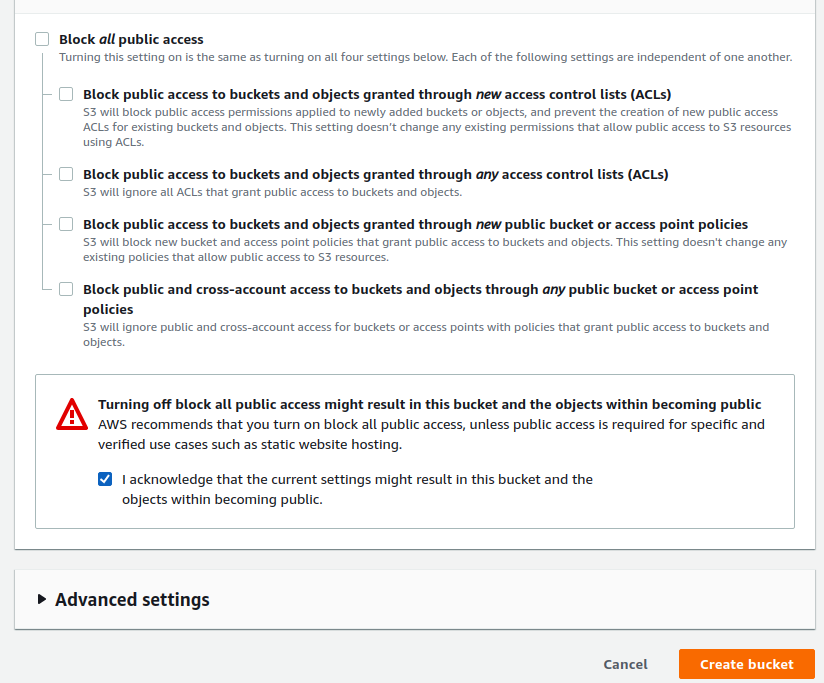 Block all public access
Turning this setting on is the same as turning on all four settings below. Each of the following settings are independent of one another.
Block public access to buckets and objects granted through new access control lists (ACLs)
S3 will block public access permissions applied to newly added buckets or objects, and prevent the creation of new public access
ACLs for existing buckets and objects. This setting doesn't change any existing permissions that allow public access to S3 resources
using ACLs.
Block public access to buckets and objects granted through any access control lists (ACLs)
S3 will ignore all ACLs that grant public access to buckets and objects.
Block public access to buckets and objects granted through new public bucket or access point policies
S3 will block new bucket and access point policies that grant public access to buckets and objects. This setting doesn't change any
existing policies that allow public access to S3 resources.
Block public and cross-account access to buckets and objects through any public bucket or access point
policies
S3 will ignore public and cross-account access for buckets or access points with policies that grant public access to buckets and
objects.
Turning off block all public access might result in this bucket and the objects within becoming public
AWS recommends that you turn on block all public access, unless public access is required for specific and
verified use cases such as static website hosting.
I acknowledge that the current settings might result in this bucket and the
objects within becoming public.
Advanced settings
Cancel
Create bucket